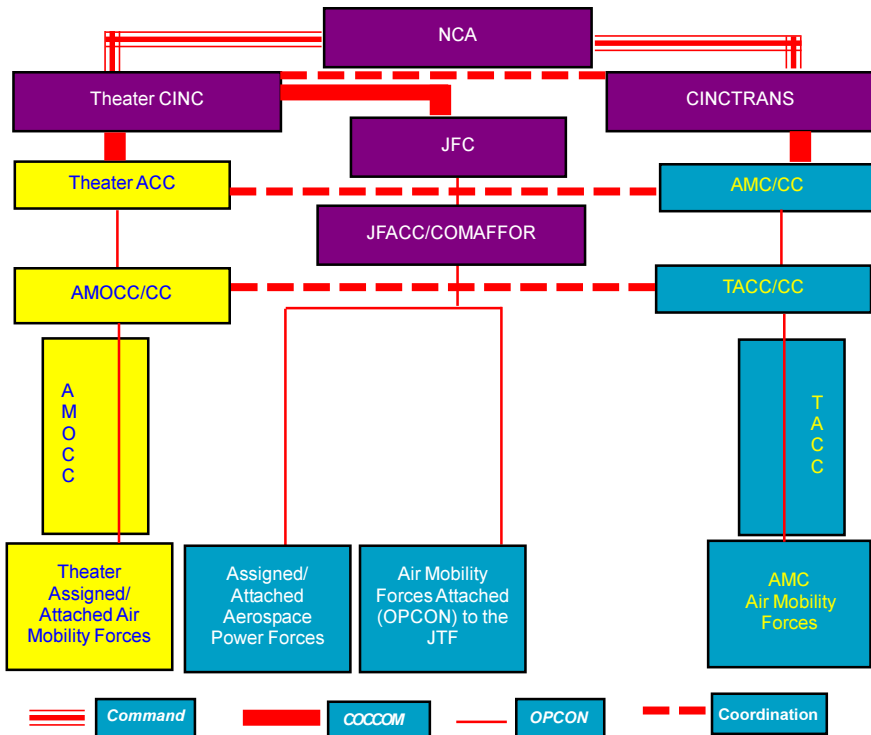 NCA
Theater CINC
CINCTRANS
JFC
Theater ACC
AMC/CC
JFACC/COMAFFOR
AMOCC/CC
TACC/CC
A
M
O
C
C
T
A
C
C
Theater
Assigned/
Attached Air
Mobility Forces
Assigned/
Attached
Aerospace
Power Forces
Air Mobility
Forces Attached
(OPCON) to the
JTF
AMC
Air Mobility
Forces
Command
COCCOM
OPCON
Coordination